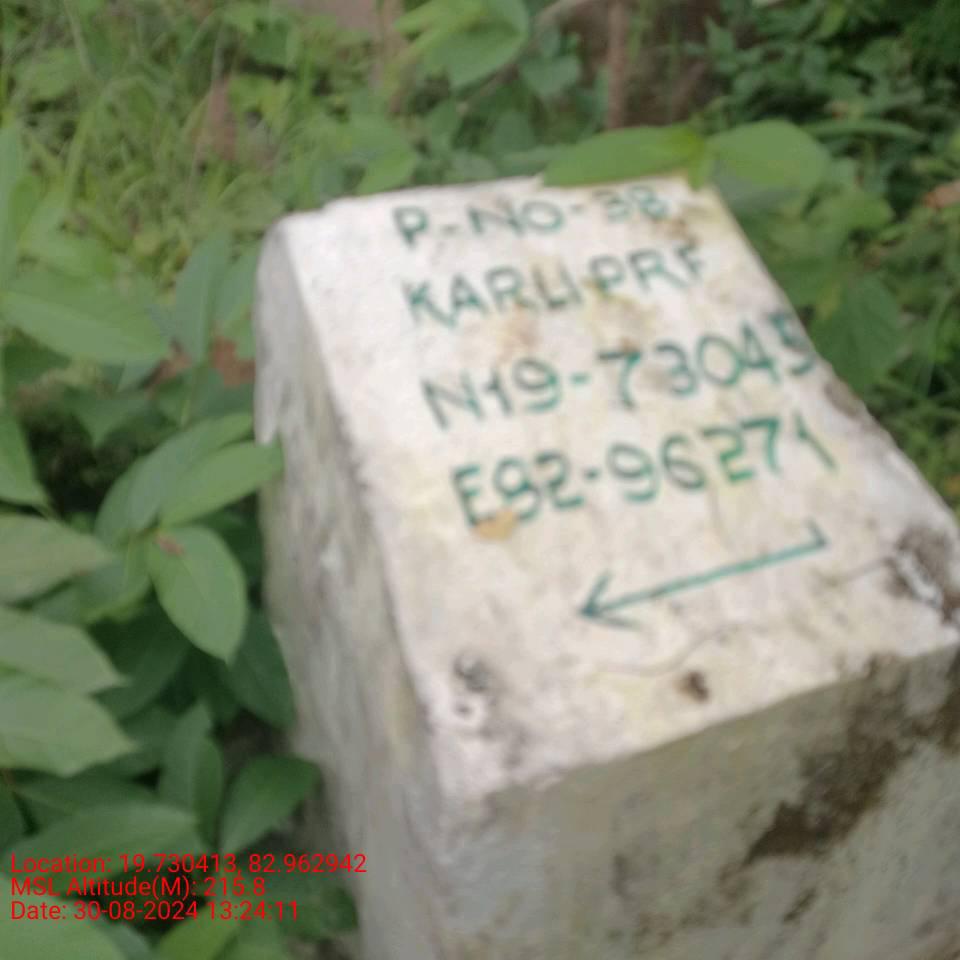 P-NO-38
KARLI PRF
N19-73045
E82-96271
Location: 19.730413, 82.962942
MSL Altitude(M): 215.8
Date: 30-08-2024 13:24:11